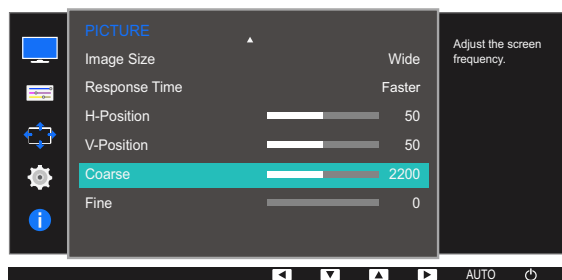 PICTURE
Image Size Wide
Response Time Faster
H-Position 50
V-Position 50
Coarse 2200
Fine 0
Adjust the screen
frequency.
AUTO